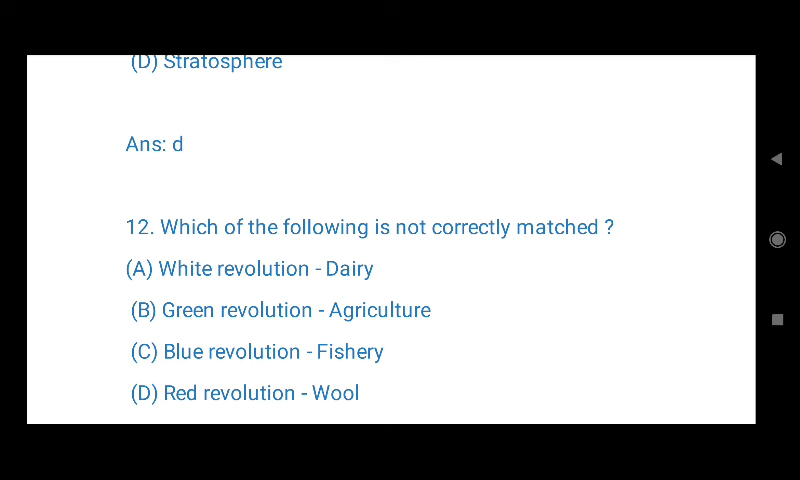 (D) Stratosphere
Ans: d
12. Which of the following is not correctly matched ?
(A) White revolution - Dairy
(B) Green revolution - Agriculture
(C) Blue revolution - Fishery
(D) Red revolution - Wool